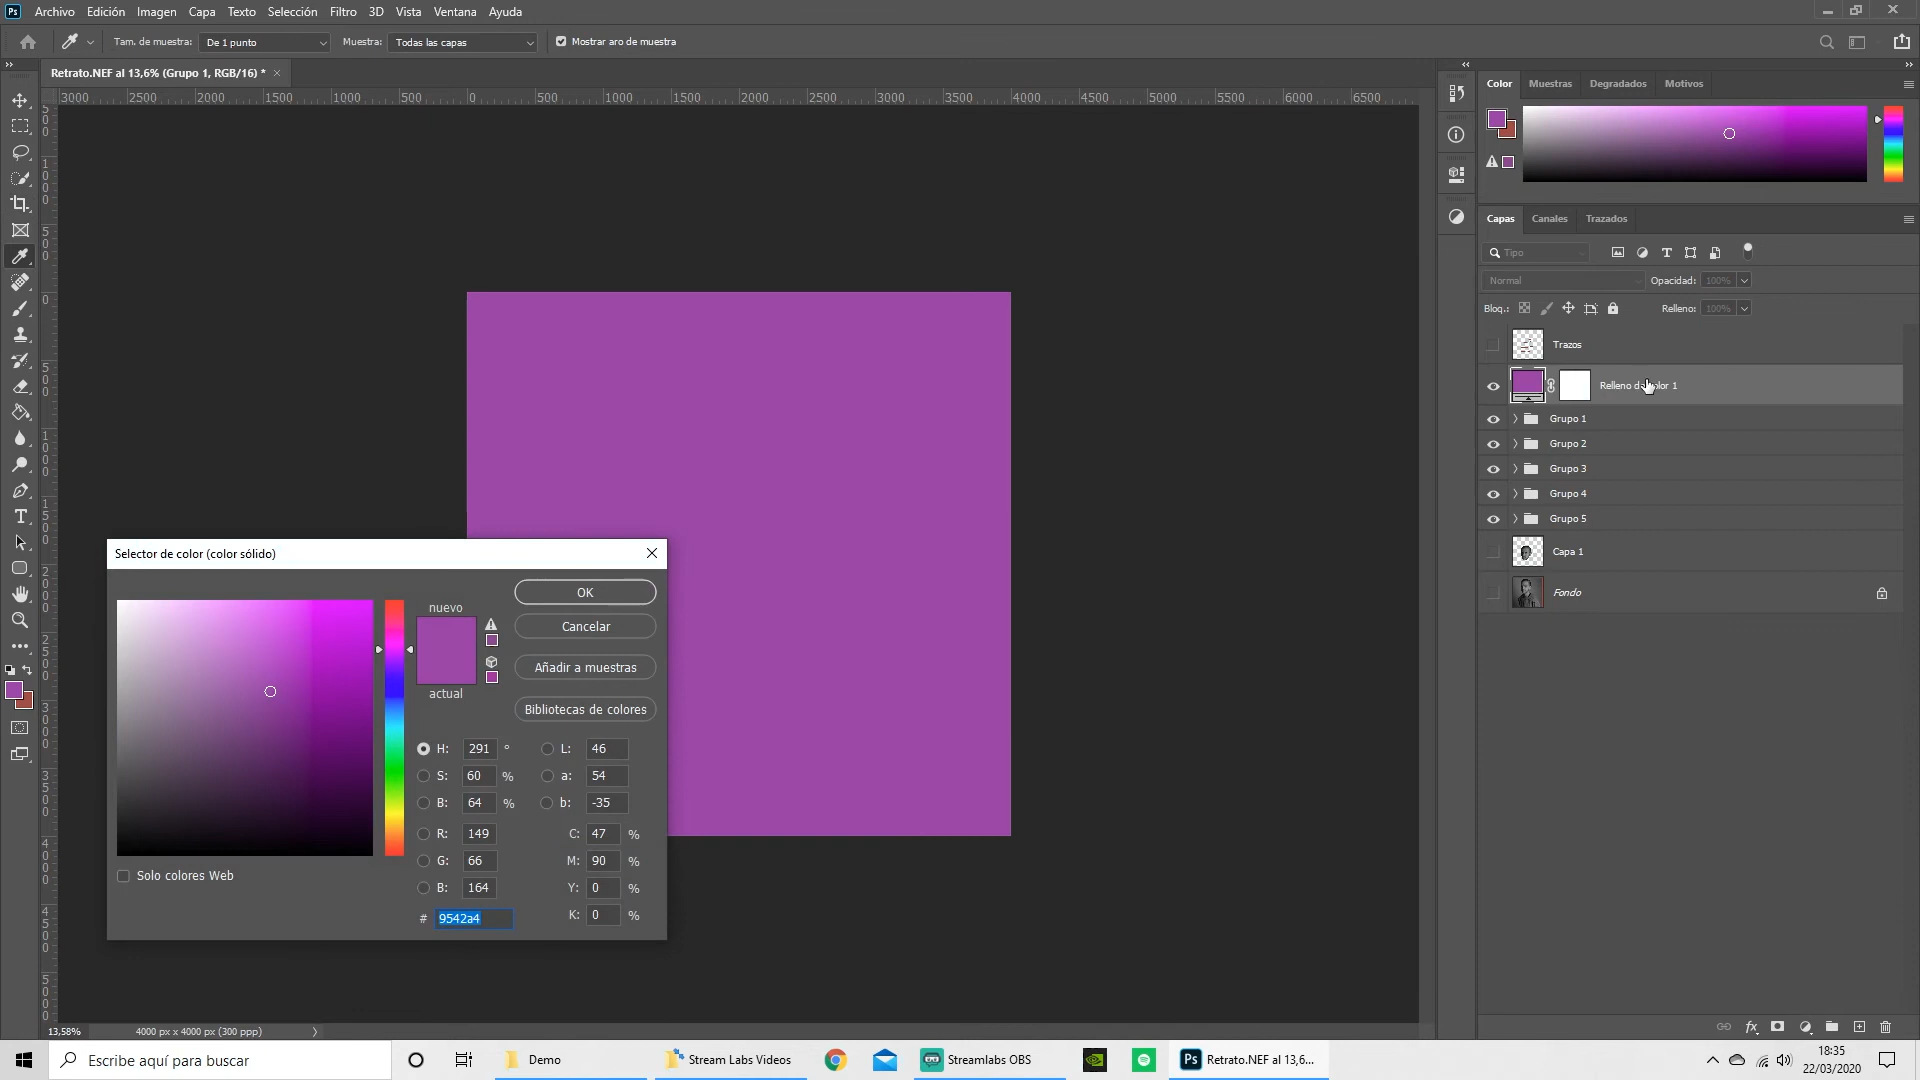 Ps Archivo Edición Imagen Capa Texto Selección Filtro 3D Vista Ventana Ayuda
Tam. de muestra: De 1 punto Muestra: Todas las capas Mostrar aro de muestra
Retrato.NEF al 13,6% (Grupo 1, RGB/16) *
3000 2500 2000 1500 1000 500 0 500 1000 1500 2000 2500 3000 3500 4000 4500 5000 5500 6000 6500
Color Muestras Degradados Motivos
Capas Canales Trazados
Tipo
Normal Opacidad: 100%
Bloq.: Relleno: 100%
Trazos
Relleno de color 1
Grupo 1
Grupo 2
Grupo 3
Grupo 4
Grupo 5
Capa 1
Fondo
Selector de color (color sólido)
nuevo
actual
OK
Cancelar
Añadir a muestras
Bibliotecas de colores
H: 291 ° L: 46
S: 60 % a: 54
B: 64 % b: -35
R: 149 C: 47 %
G: 66 M: 90 %
B: 164 Y: 0 %
# 9542a4 K: 0 %
Solo colores Web
13,58% 4000 px x 4000 px (300 ppp)
Escribe aquí para buscar
Demo
Stream Labs Videos
Streamlabs OBS
Ps Retrato.NEF al 13,6...
18:35
22/03/2020